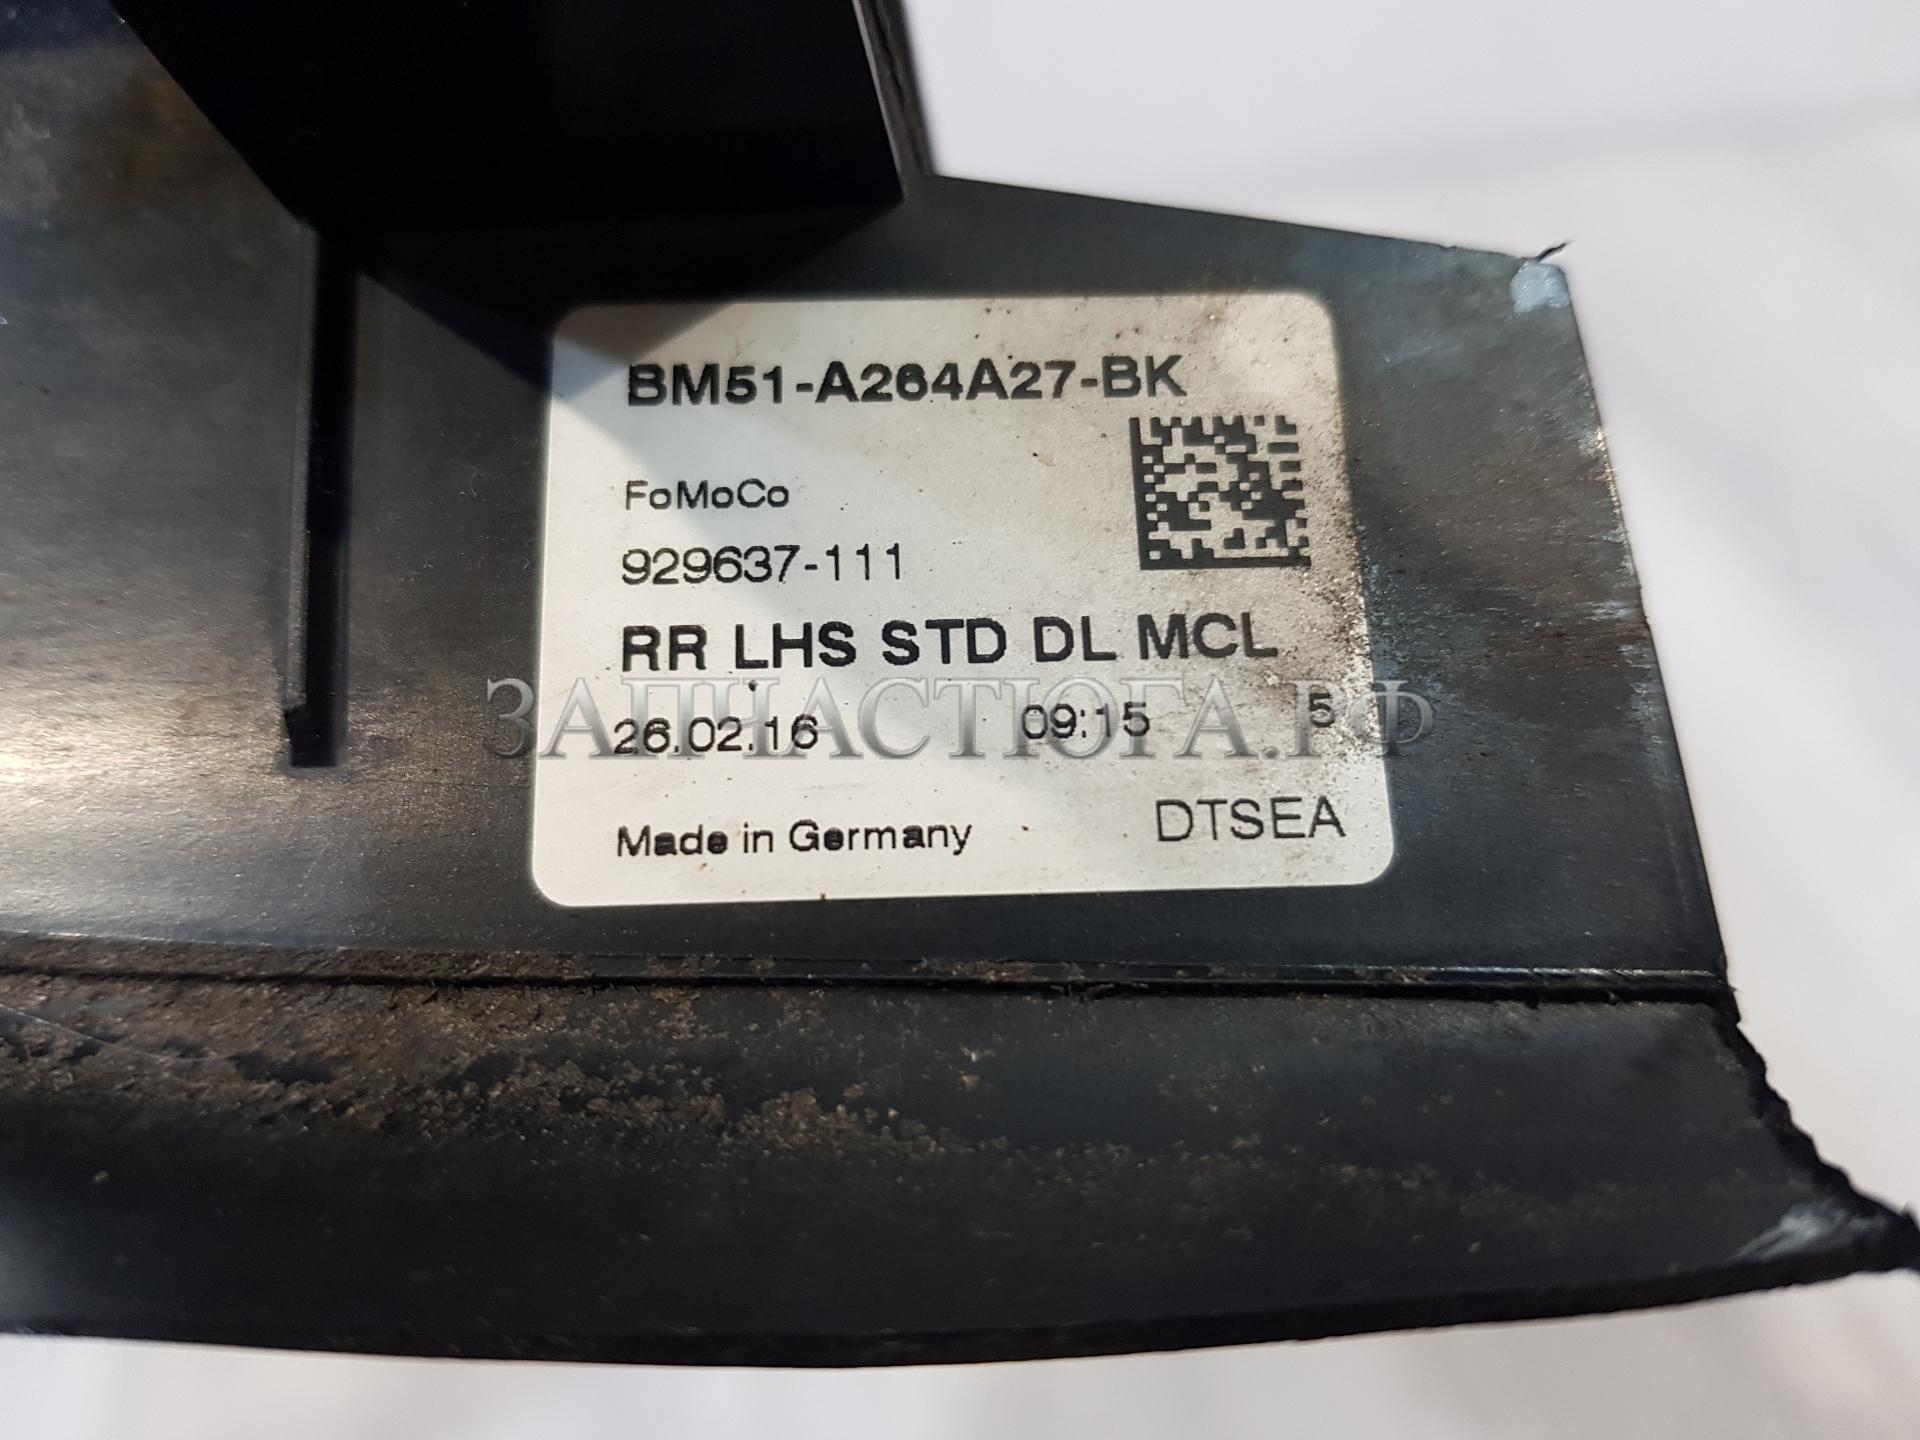 BM51-A264A27-BK
FoMoCo
929637-111
RR LHS STD DL MCL
26.02.16 09:15 5
ЗАПЧАСТЮГА.РФ
Made in Germany DTSEA